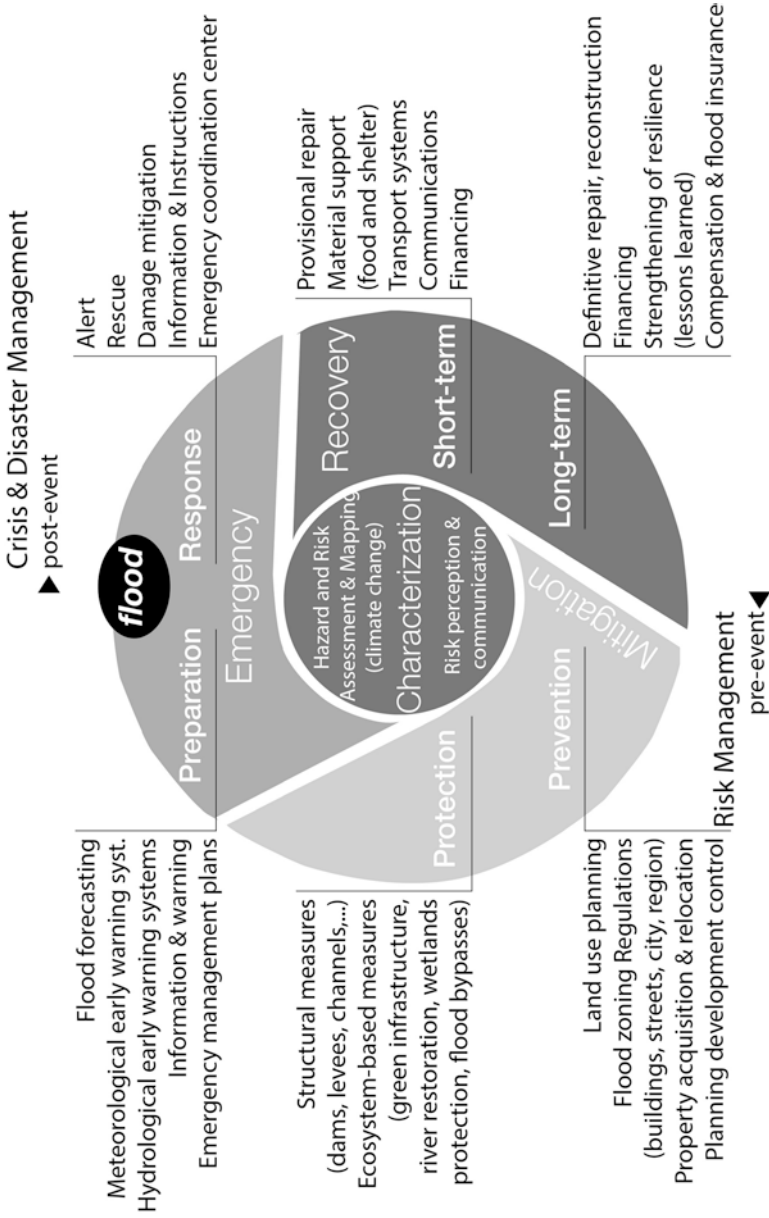 Crisis & Disaster Management
▶ post-event
Flood forecasting
Meteorological early warning syst.
Hydrological early warning systems
Information & warning
Emergency management plans
Alert
Rescue
Damage mitigation
Information & Instructions
Emergency coordination center
flood
Preparation
Response
Emergency
Structural measures
(dams, levees, channels,...)
Ecosystem-based measures
(green infrastructure,
river restoration, wetlands
protection, flood bypasses)
Provisional repair
Material support
(food and shelter)
Transport systems
Communications
Financing
Recovery
Short-term
Hazard and Risk
Assessment & Mapping
(climate change)
Characterization
Risk perception &
communication
Protection
Prevention
Mitigation
Long-term
Land use planning
Flood zoning Regulations
(buildings, streets, city, region)
Property acquisition & relocation
Planning development control
Definitive repair, reconstruction
Financing
Strengthening of resilience
(lessons learned)
Compensation & flood insurance
Risk Management
pre-event ◀